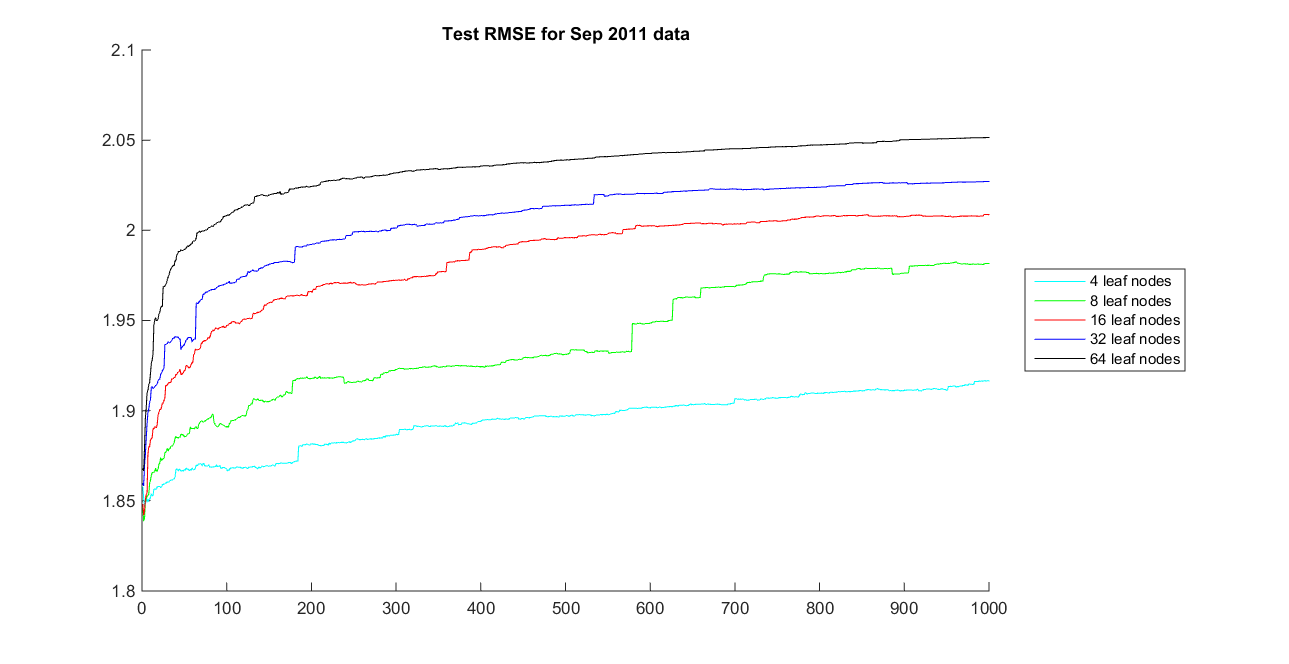 Test RMSE for Sep 2011 data
2.1
2.05
2
1.95
1.9
1.85
1.8
0 100 200 300 400 500 600 700 800 900 1000
4 leaf nodes
8 leaf nodes
16 leaf nodes
32 leaf nodes
64 leaf nodes